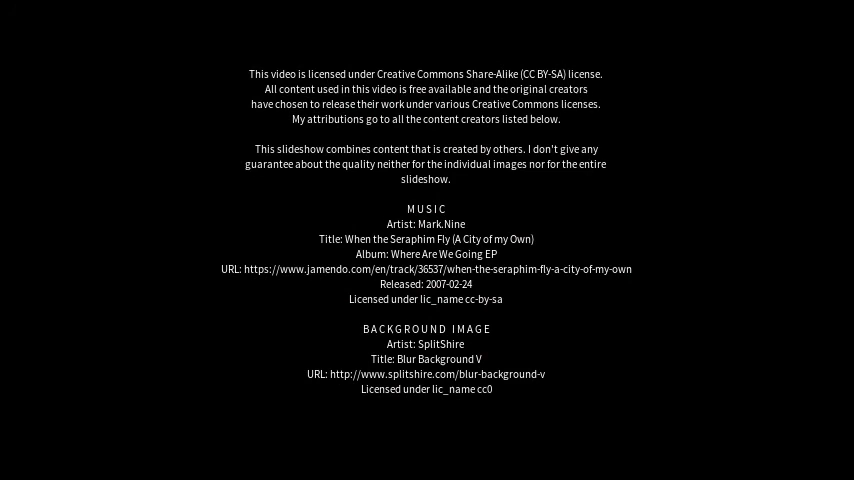 This video is licensed under Creative Commons Share-Alike (CC BY-SA) license.
All content used in this video is free available and the original creators
have chosen to release their work under various Creative Commons licenses.
My attributions go to all the content creators listed below.
This slideshow combines content that is created by others. I don't give any
guarantee about the quality neither for the individual images nor for the entire
slideshow.
MUSIC
Artist: Mark.Nine
Title: When the Seraphim Fly (A City of my Own)
Album: Where Are We Going EP
URL: https://www.jamendo.com/en/track/36537/when-the-seraphim-fly-a-city-of-my-own
Released: 2007-02-24
Licensed under lic_name cc-by-sa
BACKGROUND IMAGE
Artist: SplitShire
Title: Blur Background V
URL: http://www.splitshire.com/blur-background-v
Licensed under lic_name cc0